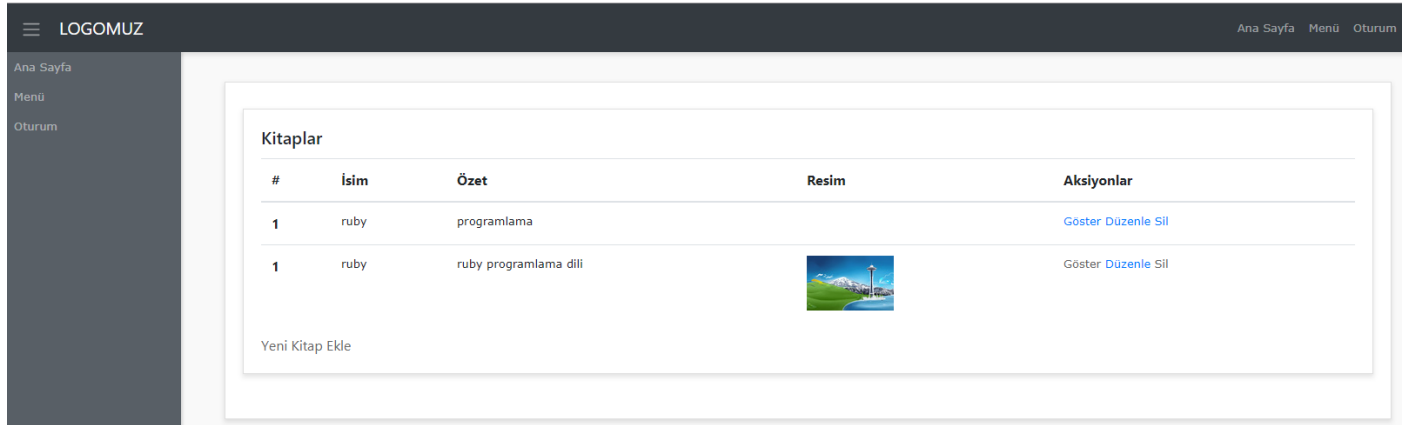 LOGOMUZ Ana Sayfa Menü Oturum
Ana Sayfa
Menü
Oturum
Kitaplar
# İsim Özet Resim Aksiyonlar
1 ruby programlama Göster Düzenle Sil
1 ruby ruby programlama dili Göster Düzenle Sil
Yeni Kitap Ekle